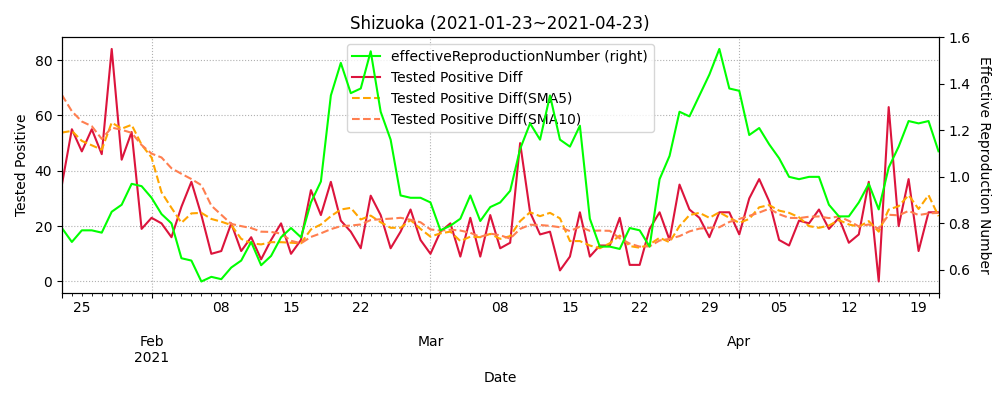 Shizuoka (2021-01-23~2021-04-23)
effectiveReproductionNumber (right)
Tested Positive Diff
Tested Positive Diff(SMA5)
Tested Positive Diff(SMA10)
Tested Positive
80
60
40
20
0
1.6
1.4
1.2
1.0
0.8
0.6
Effective Reproduction Number
25 08 15 22 08 15 22 29 05 12 19
Feb Mar Apr
2021
Date